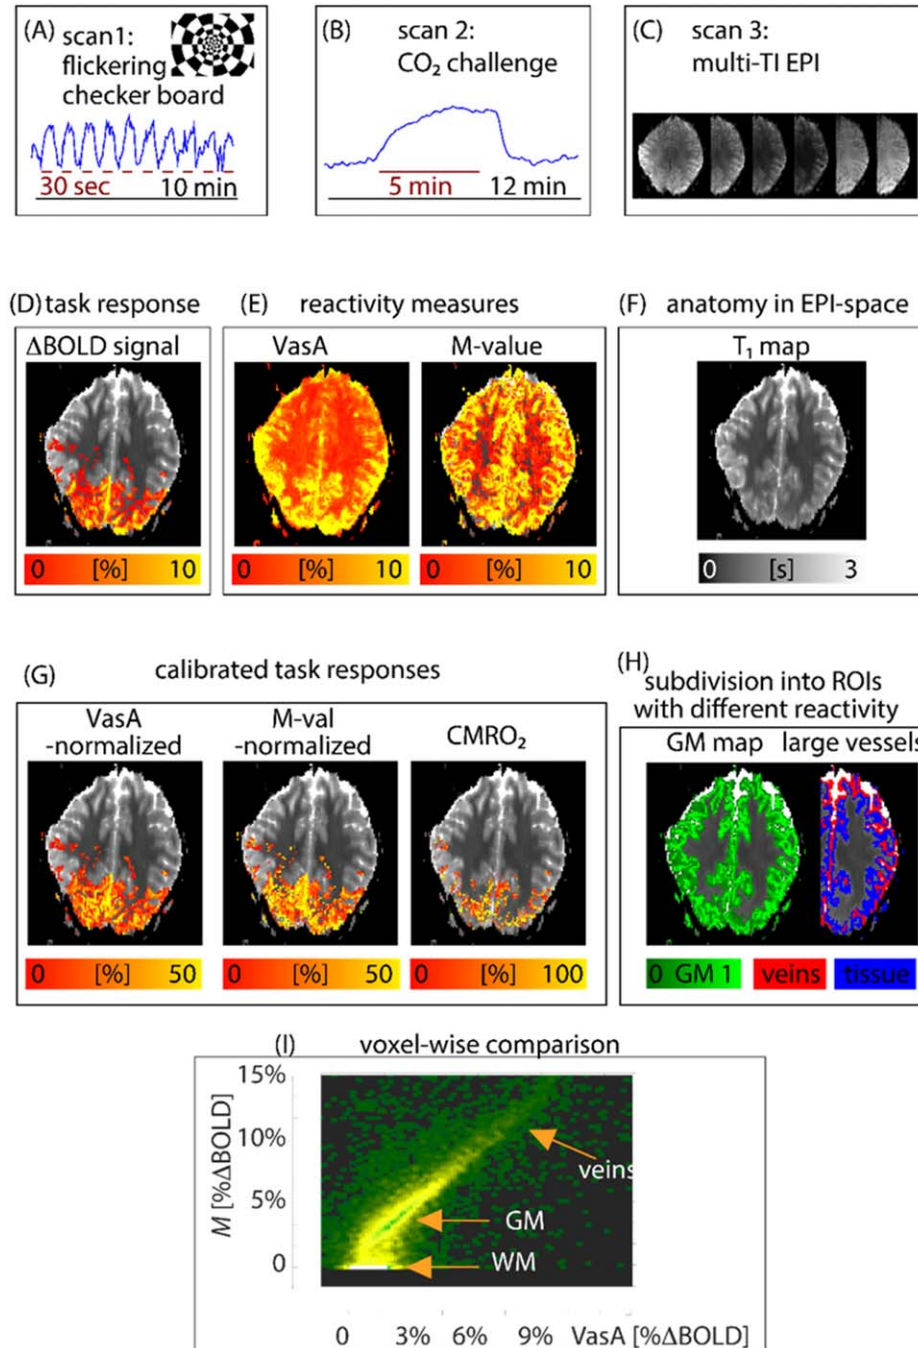 (A) scan1:
flickering
checker board
30 sec 10 min
(B) scan 2:
CO₂ challenge
5 min 12 min
(C) scan 3:
multi-TI EPI
(D) task response
ΔBOLD signal
0 [%] 10
(E) reactivity measures
VasA M-value
0 [%] 10 0 [%] 10
(F) anatomy in EPI-space
T₁ map
0 [s] 3
(G) calibrated task responses
VasA
-normalized
M-val
-normalized
CMRO₂
0 [%] 50 0 [%] 50 0 [%] 100
(H)
subdivision into ROIs
with different reactivity
GM map large vessels
0 GM 1 veins tissue
(I) voxel-wise comparison
M [%ΔBOLD]
15%
10%
5%
0
veins
GM
WM
0 3% 6% 9% VasA [%ΔBOLD]